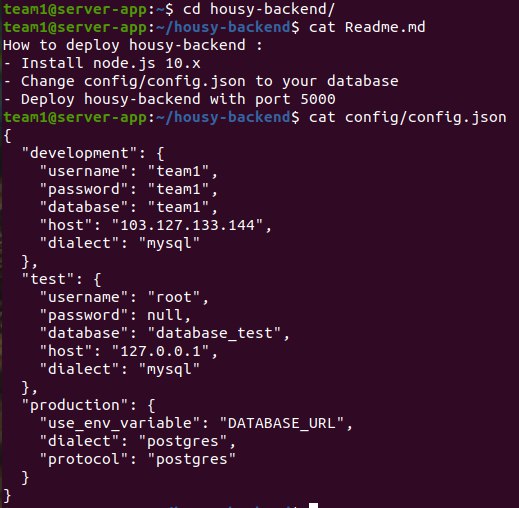 team1@server-app:~$ cd housy-backend/
team1@server-app:~/housy-backend$ cat Readme.md
How to deploy housy-backend :
- Install node.js 10.x
- Change config/config.json to your database
- Deploy housy-backend with port 5000
team1@server-app:~/housy-backend$ cat config/config.json
{
  "development": {
    "username": "team1",
    "password": "team1",
    "database": "team1",
    "host": "103.127.133.144",
    "dialect": "mysql"
  },
  "test": {
    "username": "root",
    "password": null,
    "database": "database_test",
    "host": "127.0.0.1",
    "dialect": "mysql"
  },
  "production": {
    "use_env_variable": "DATABASE_URL",
    "dialect": "postgres",
    "protocol": "postgres"
  }
}